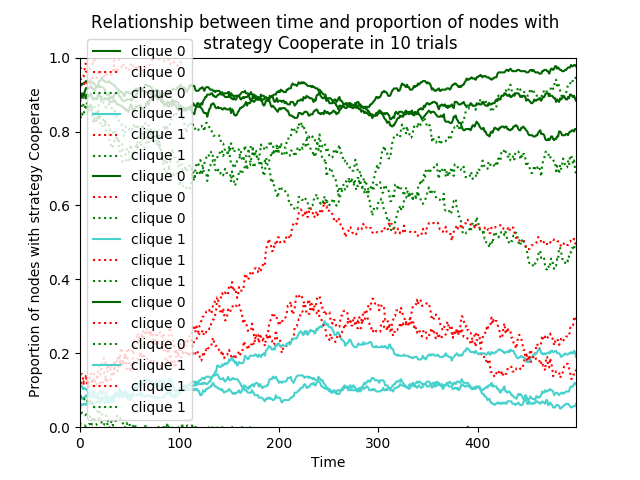 Relationship between time and proportion of nodes with
strategy Cooperate in 10 trials
clique 0
clique 0
clique 0
clique 1
clique 1
clique 1
clique 0
clique 0
clique 0
clique 1
clique 1
clique 1
clique 0
clique 0
clique 0
clique 1
clique 1
clique 1
Proportion of nodes with strategy Cooperate
1.0
0.8
0.6
0.4
0.2
0.0
0 100 200 300 400
Time